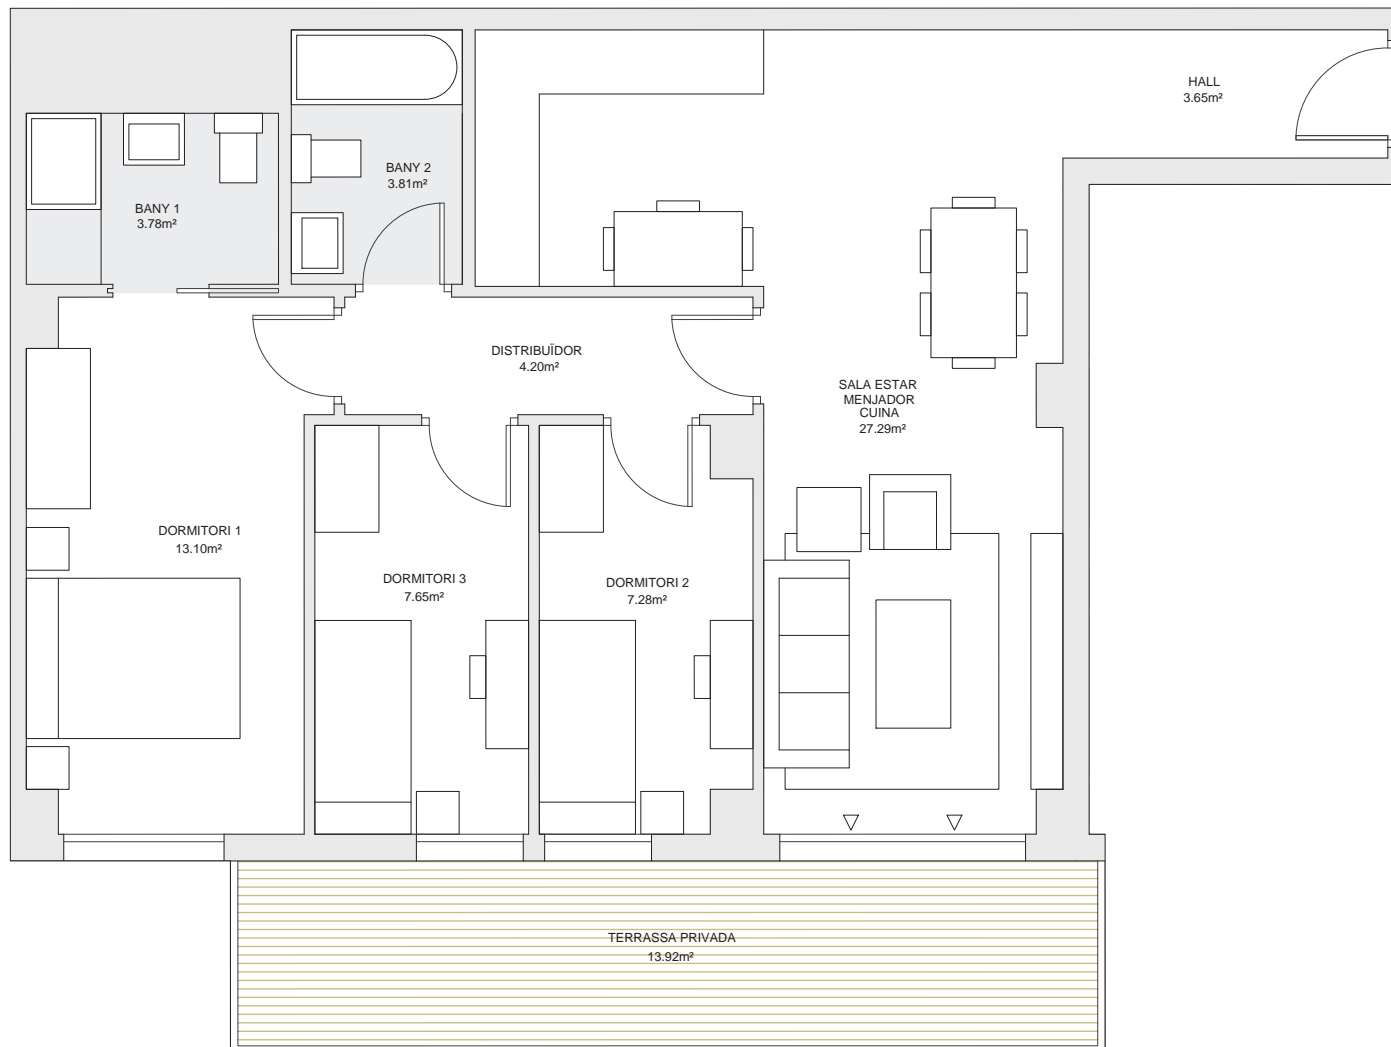 HALL
3.65m²
BANY 2
3.81m²
BANY 1
3.78m²
DISTRIBUÏDOR
4.20m²
SALA ESTAR
MENJADOR
CUINA
27.29m²
DORMITORI 1
13.10m²
DORMITORI 3
7.65m²
DORMITORI 2
7.28m²
TERRASSA PRIVADA
13.92m²